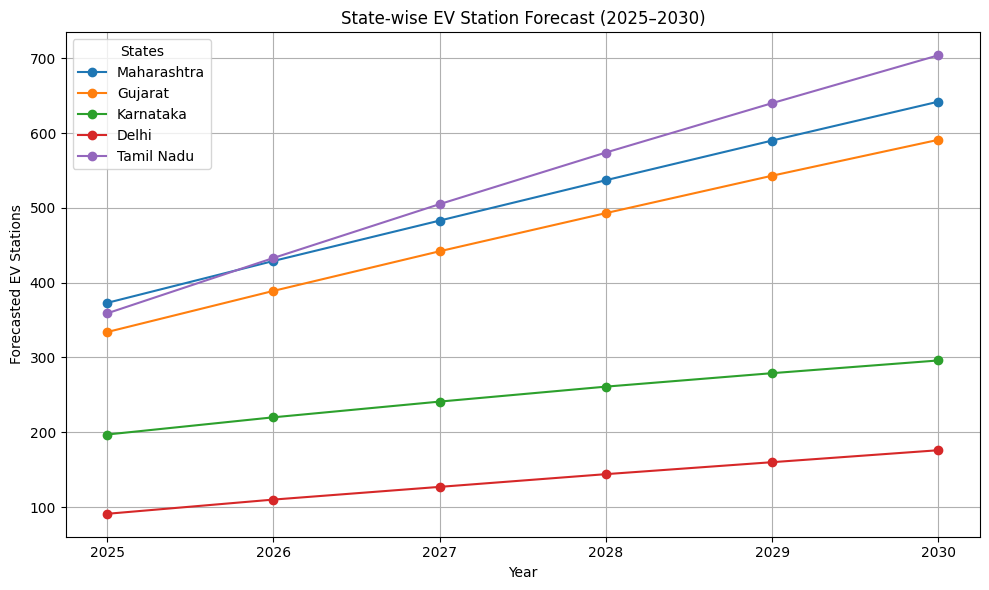 State-wise EV Station Forecast (2025–2030)
States
Maharashtra
Gujarat
Karnataka
Delhi
Tamil Nadu
Forecasted EV Stations
700
600
500
400
300
200
100
2025 2026 2027 2028 2029 2030
Year